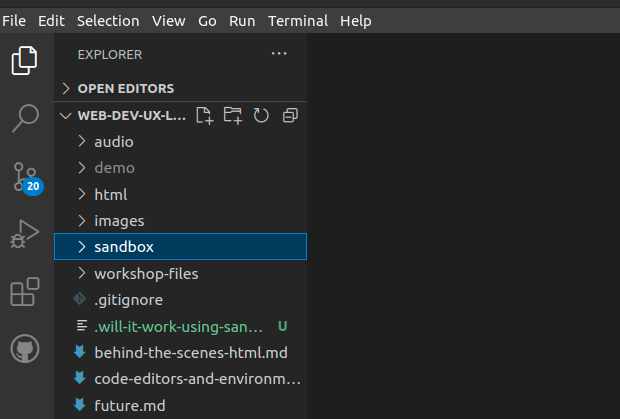 File Edit Selection View Go Run Terminal Help
EXPLORER ...
OPEN EDITORS
WEB-DEV-UX-L...
audio
demo
20
html
images
sandbox
workshop-files
.gitignore
.will-it-work-using-san... U
behind-the-scenes-html.md
code-editors-and-environm...
future.md